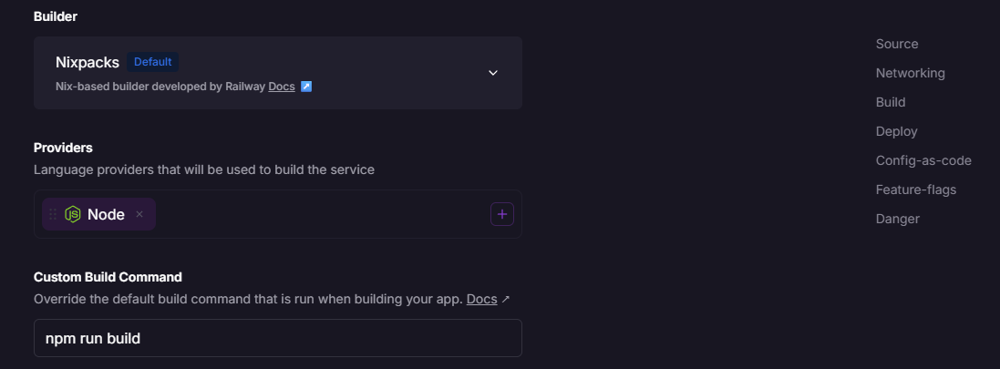 Builder
Nixpacks Default
Nix-based builder developed by Railway Docs ↗
Providers
Language providers that will be used to build the service
Node ×
Custom Build Command
Override the default build command that is run when building your app. Docs ↗
npm run build
Source
Networking
Build
Deploy
Config-as-code
Feature-flags
Danger